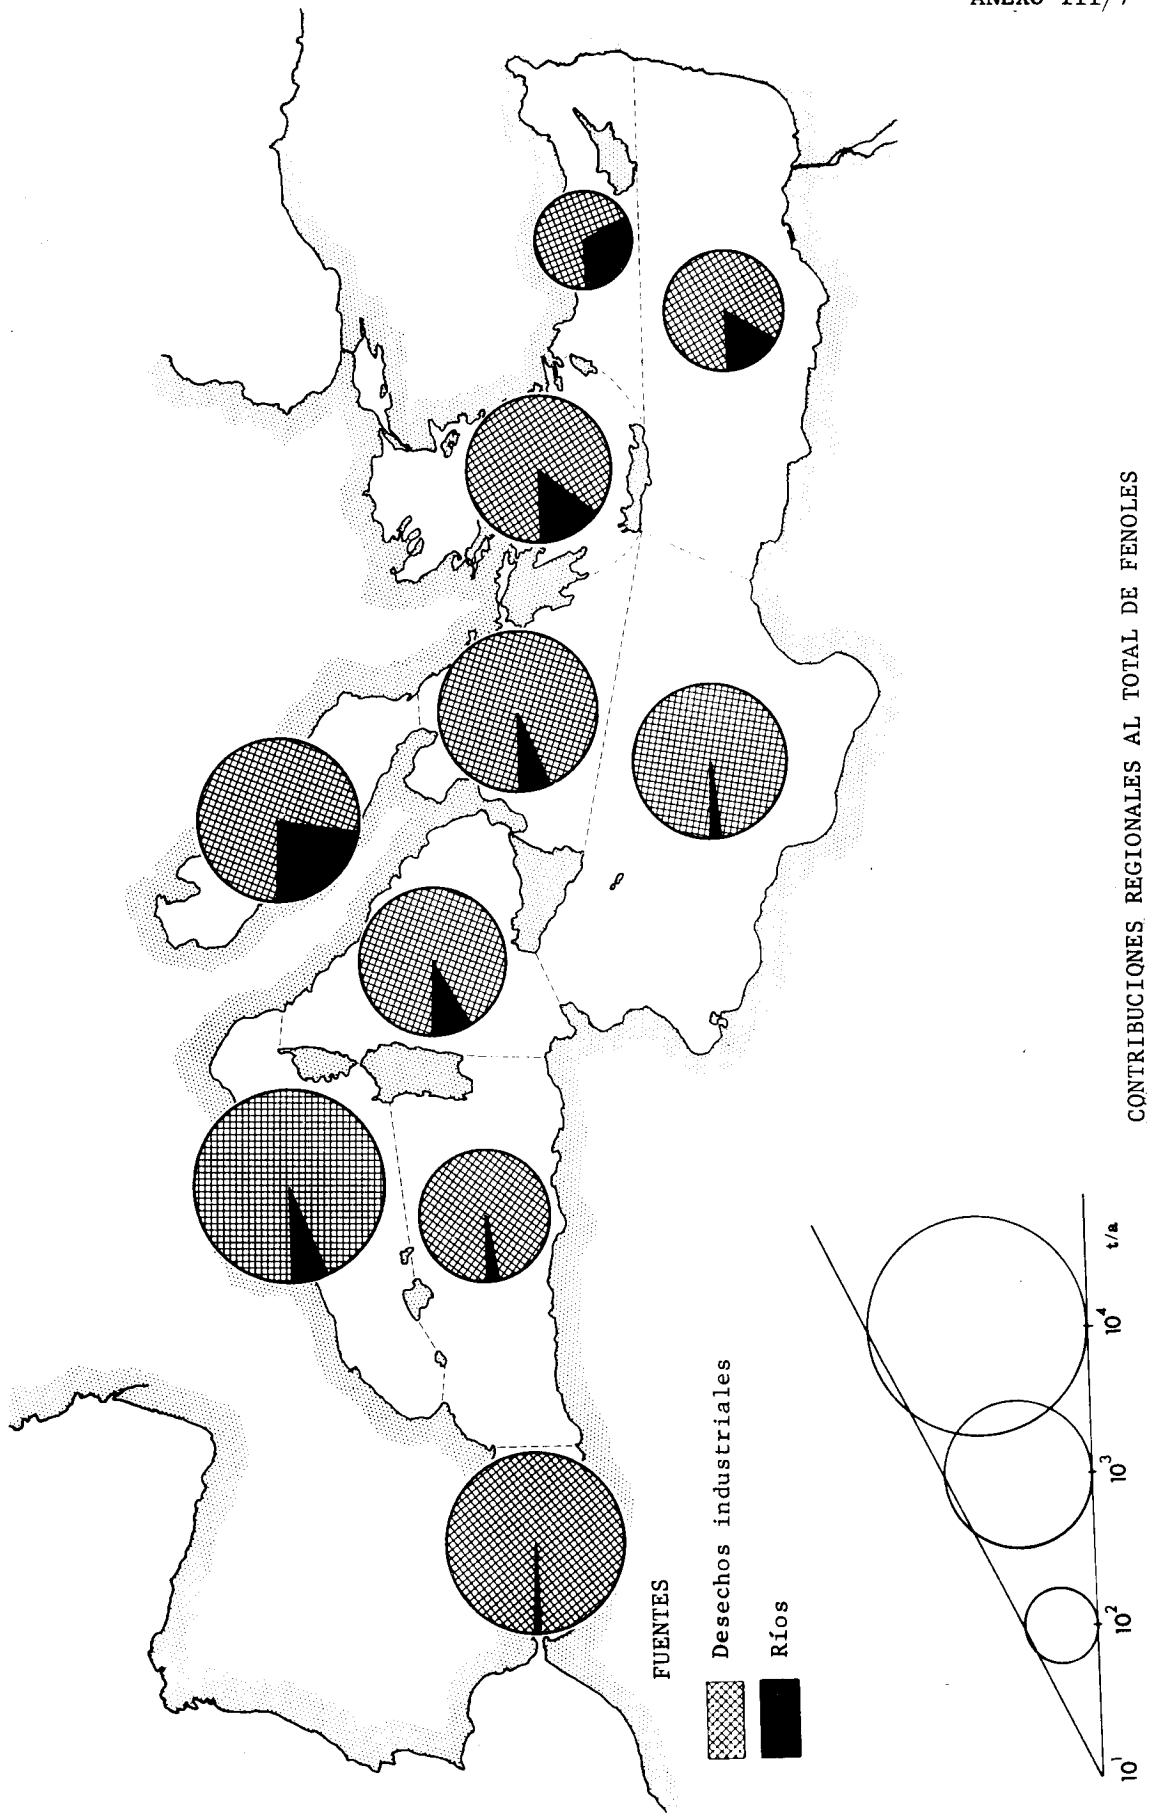 ANEXO III/7
FUENTES
Desechos industriales
Ríos
10¹
10²
10³
10⁴
t/a
CONTRIBUCIONES REGIONALES AL TOTAL DE FENOLES